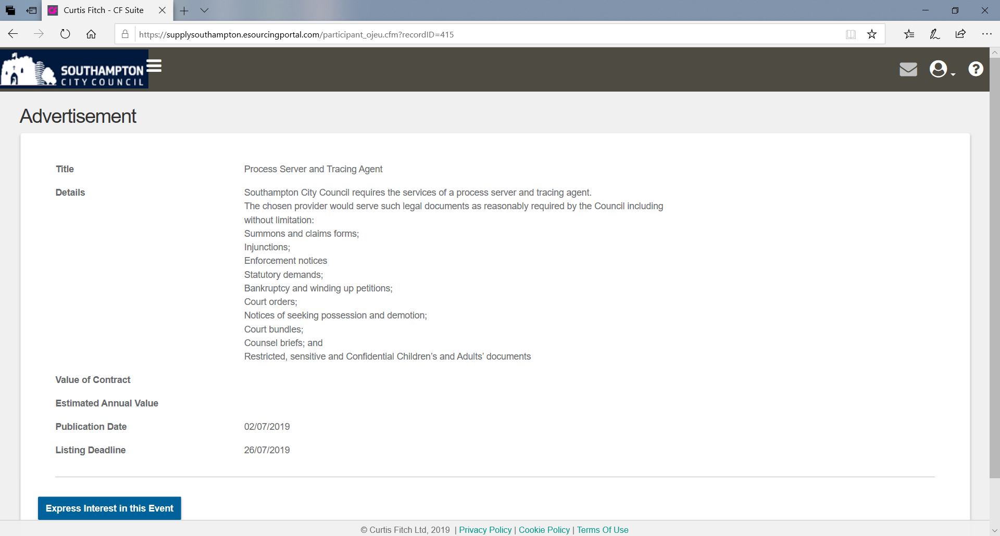 Curtis Fitch - CF Suite
https://supplysouthampton.esourcingportal.com/participant_ojeu.cfm?recordID=415
SOUTHAMPTON
CITY COUNCIL
Advertisement
Title Process Server and Tracing Agent
Details Southampton City Council requires the services of a process server and tracing agent.
The chosen provider would serve such legal documents as reasonably required by the Council including
without limitation:
Summons and claims forms;
Injunctions;
Enforcement notices
Statutory demands;
Bankruptcy and winding up petitions;
Court orders;
Notices of seeking possession and demotion;
Court bundles;
Counsel briefs; and
Restricted, sensitive and Confidential Children’s and Adults’ documents
Value of Contract
Estimated Annual Value
Publication Date 02/07/2019
Listing Deadline 26/07/2019
Express Interest in this Event
© Curtis Fitch Ltd, 2019 | Privacy Policy | Cookie Policy | Terms Of Use